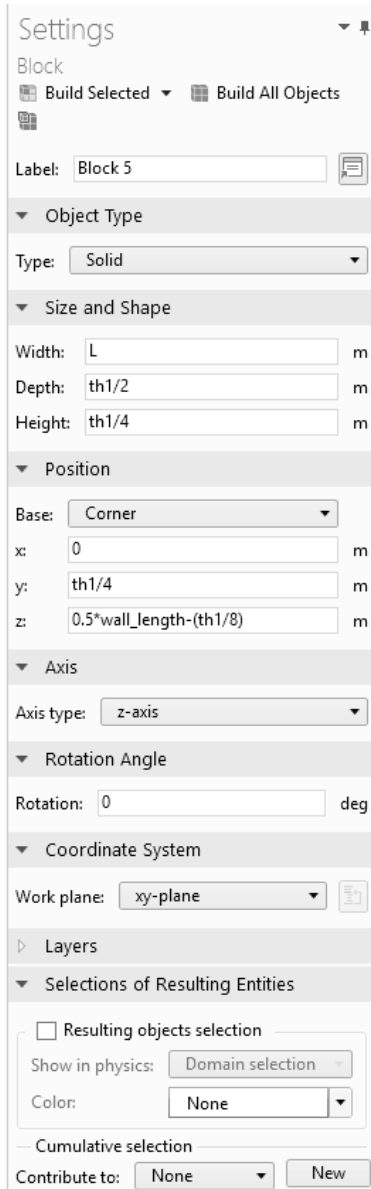 Settings
Block
Build Selected Build All Objects
Label: Block 5
Object Type
Type: Solid
Size and Shape
Width: L m
Depth: th1/2 m
Height: th1/4 m
Position
Base: Corner
x: 0 m
y: th1/4 m
z: 0.5*wall_length-(th1/8) m
Axis
Axis type: z-axis
Rotation Angle
Rotation: 0 deg
Coordinate System
Work plane: xy-plane
Layers
Selections of Resulting Entities
Resulting objects selection
Show in physics: Domain selection
Color: None
Cumulative selection
Contribute to: None New